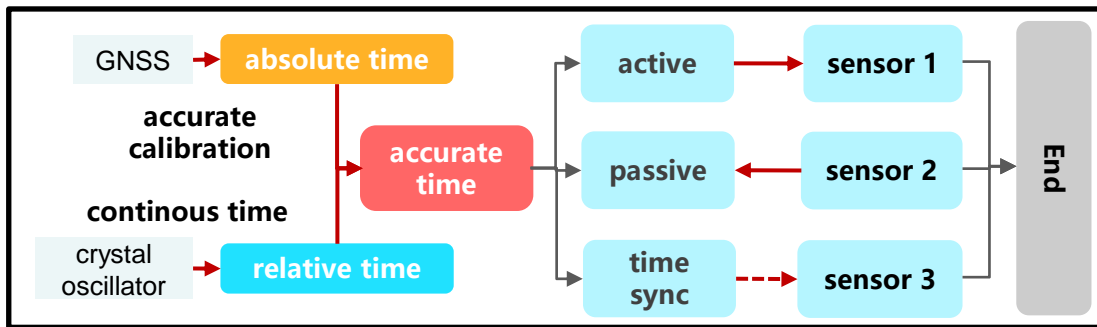 GNSS
absolute time
accurate
calibration
accurate
time
continous time
crystal
oscillator
relative time
active
sensor 1
passive
sensor 2
time
sync
sensor 3
End